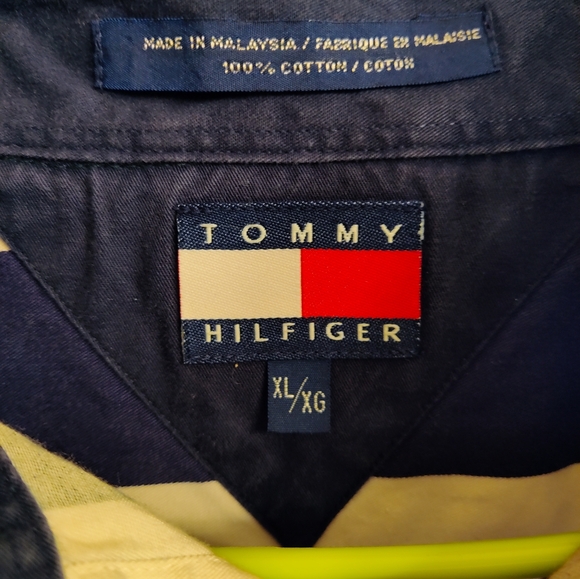 MADE IN MALAYSIA / FABRIQUE EN MALAISIE
100% COTTON / COTON
TOMMY
HILFIGER
XL/XG